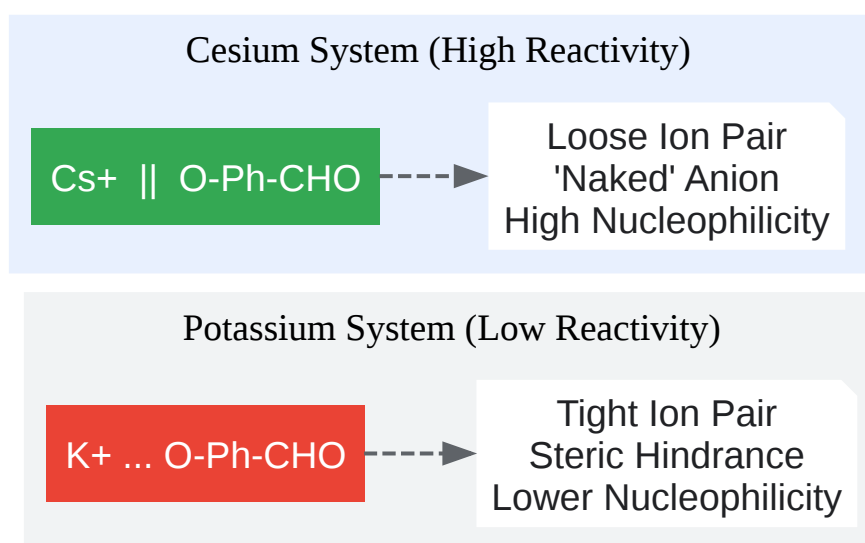 Cesium System (High Reactivity)
Cs+  ||  O-Ph-CHO
Loose Ion Pair
'Naked' Anion
High Nucleophilicity
Potassium System (Low Reactivity)
K+ ... O-Ph-CHO
Tight Ion Pair
Steric Hindrance
Lower Nucleophilicity